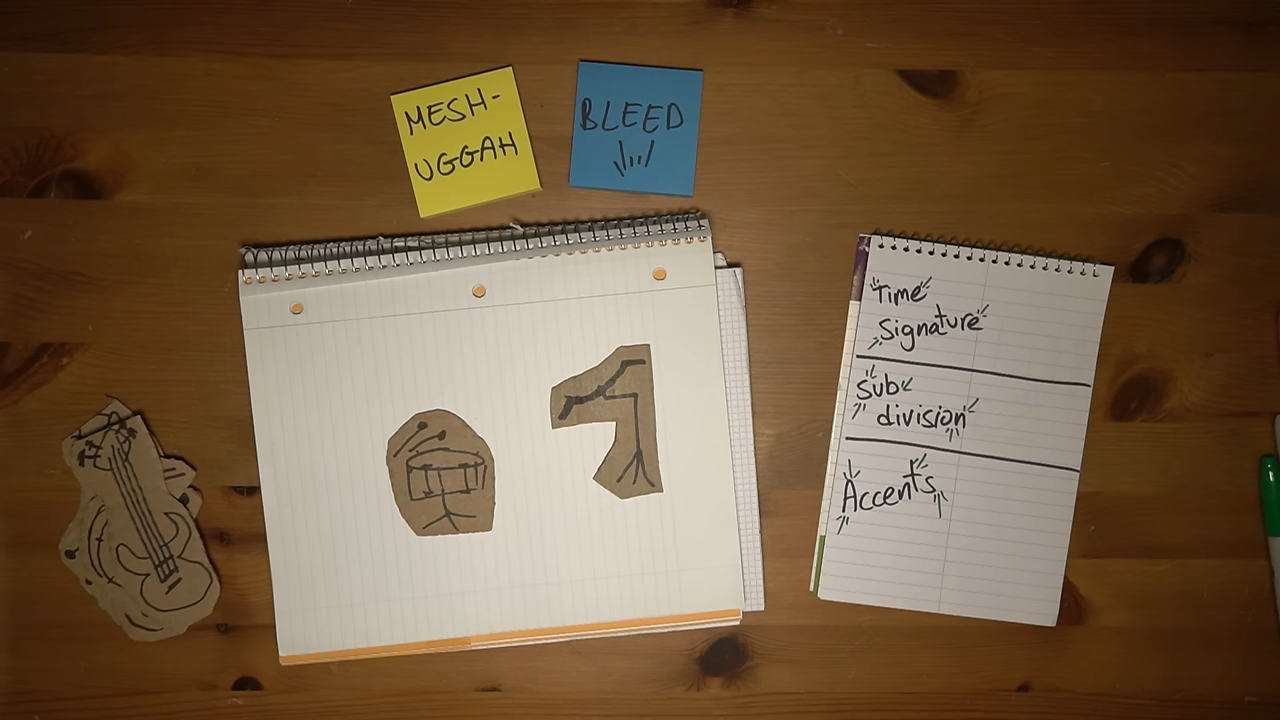 MESH-
UGGAH
BLEED
Time
Signature
Sub
division
Accents